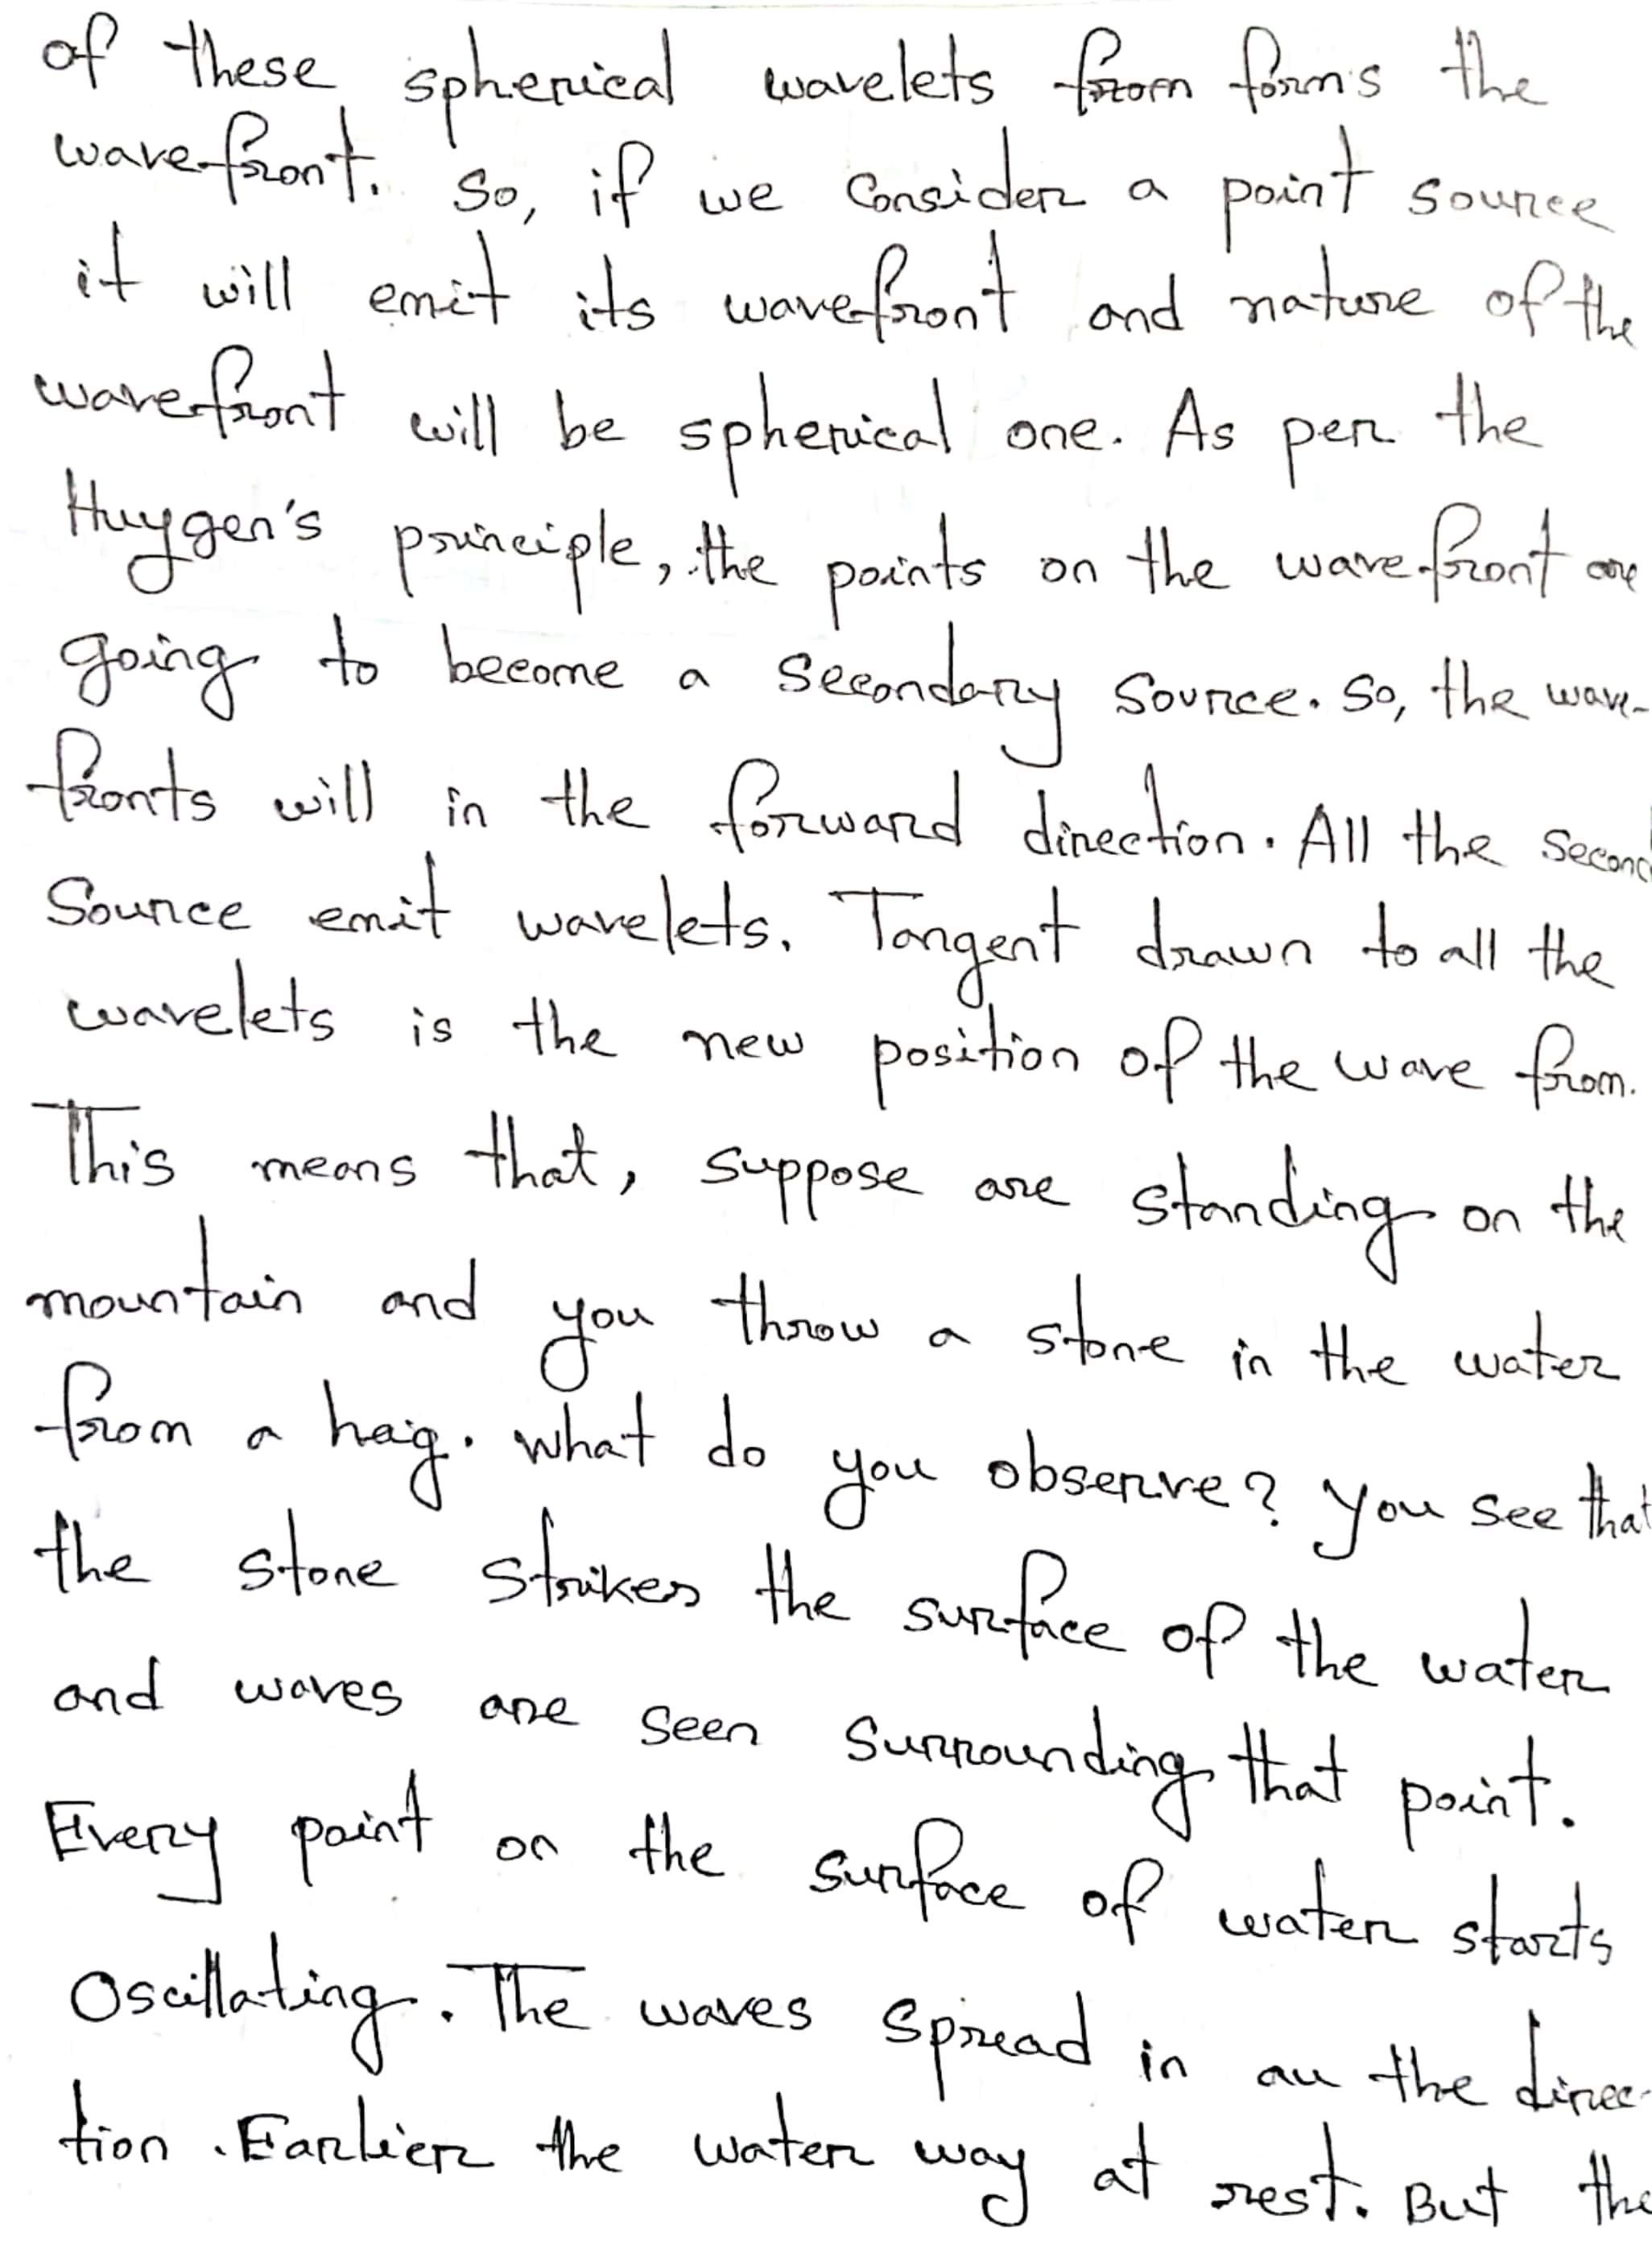 of these spherical wavelets from forms the
wavefront. So, if we consider a point source
it will emit its wavefront and nature of the
wavefront will be spherical one. As per the
Huygen's principle, the points on the wavefront are
going to become a secondary source. So, the wave-
fronts will in the forward direction. All the second
source emit wavelets. Tangent drawn to all the
wavelets is the new position of the wave from.
This means that, suppose are standing on the
mountain and you throw a stone in the water
from a heig. What do you observe? You see that
the stone strikes the surface of the water
and waves are seen surrounding that point.
Every point on the surface of water starts
Oscillating. The waves spread in au the direc-
tion. Earlier the water way at rest. But the